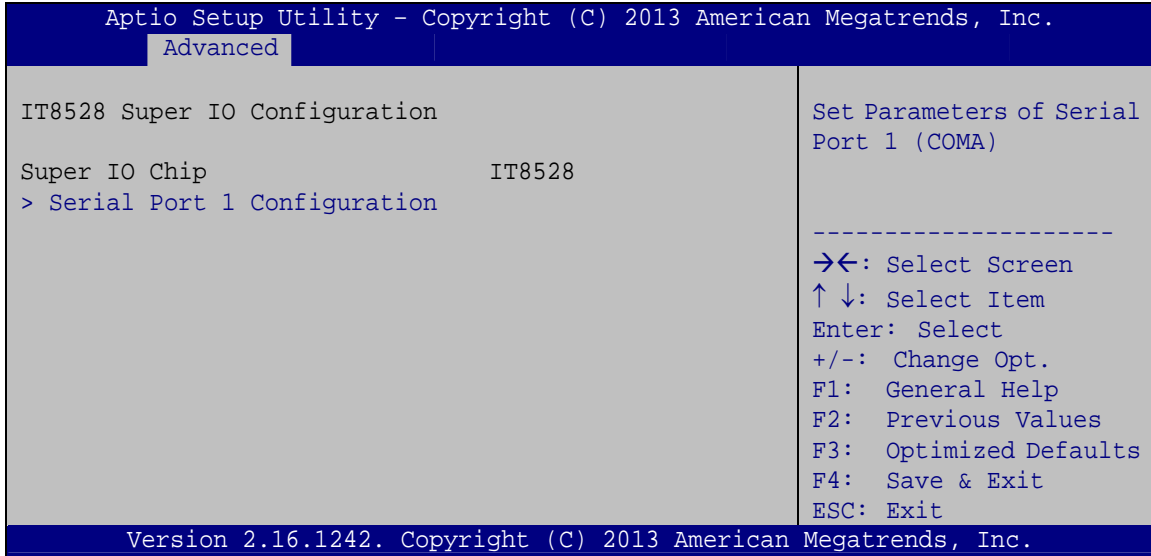 Aptio Setup Utility – Copyright (C) 2013 American Megatrends, Inc.
Advanced
IT8528 Super IO Configuration
Super IO Chip IT8528
> Serial Port 1 Configuration
Set Parameters of Serial
Port 1 (COMA)
---------------------
→←: Select Screen
↑ ↓: Select Item
Enter: Select
+/-: Change Opt.
F1: General Help
F2: Previous Values
F3: Optimized Defaults
F4: Save & Exit
ESC: Exit
Version 2.16.1242. Copyright (C) 2013 American Megatrends, Inc.